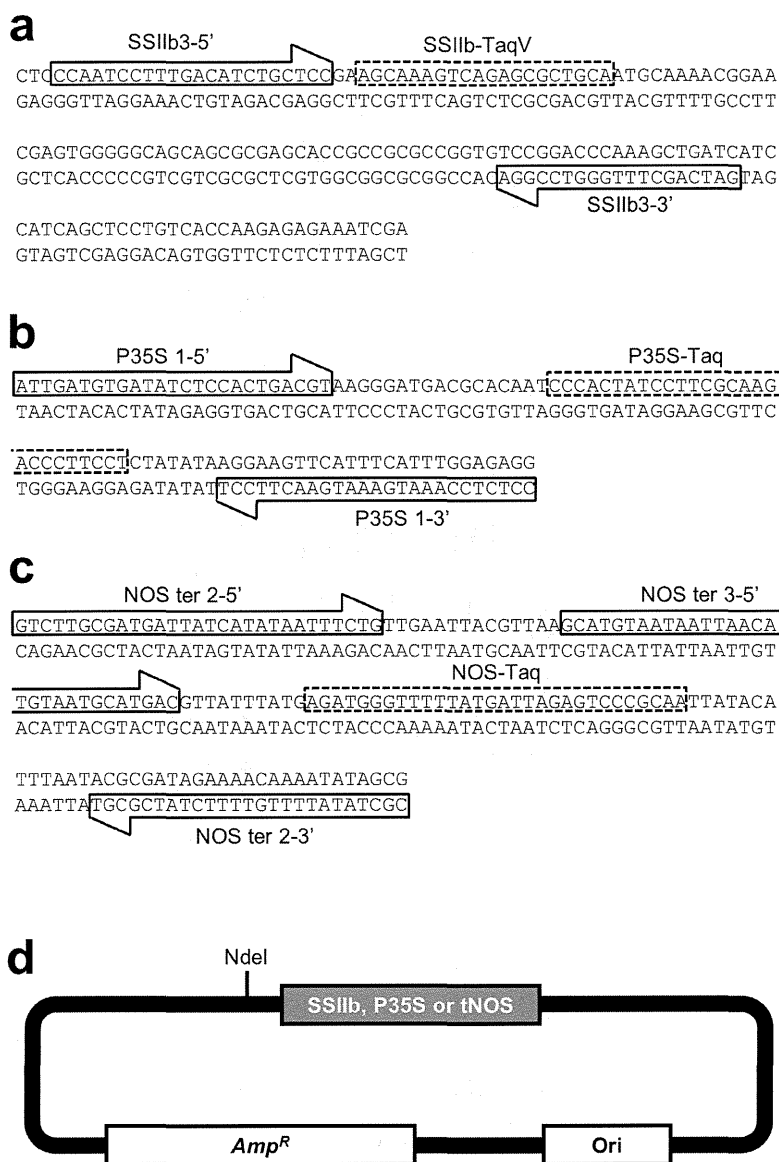 a
SSIIb3-5’ SSIIb-TaqV
CTCCCAATCCTTTGACATCTGCTCCGAAGCAAAGTCAGAGCGCTGCAATGCAAAACGGAA
GAGGGTTAGGAAACTGTAGACGAGGCTTCGTTTCAGTCTCGCGACGTTACGTTTTGCCTT
CGAGTGGGGGCAGCAGCGCGAGCACCGCCGCGCCGGTGTCCGGACCCAAAGCTGATCATC
GCTCACCCCCGTCGTCGCGCTCGTGGCGGCGCGGCCACAGGCCTGGGTTTCGACTAGTAG
SSIIb3-3’
CATCAGCTCCTGTCACCAAGAGAGAAATCGA
GTAGTCGAGGACAGTGGTTCTCTCTTTAGCT
b
P35S 1-5’ P35S-Taq
ATTGATGTGATATCTCCACTGACGTAAGGGATGACGCACAATCCCACTATCCTTCGCAAG
TAACTACACTATAGAGGTGACTGCATTCCCTACTGCGTGTTAGGGTGATAGGAAGCGTTC
ACCCTTCCTCTATATAAGGAAGTTCATTTCATTTGGAGAGG
TGGGAAGGAGATATATTCCTTCAAGTAAAGTAAACCTCTCC
P35S 1-3’
c
NOS ter 2-5’ NOS ter 3-5’
GTCTTGCGATGATTATCATATAATTTCTGTTGAATTACGTTAAGCATGTAATAATTAACA
CAGAACGCTACTAATAGTATATTAAAGACAACTTAATGCAATTCGTACATTATTAATTGT
NOS-Taq
TGTAATGCATGACGTTATTTATGAGATGGGTTTTTATGATTAGAGTCCCGCAATTATACA
ACATTACGTACTGCAATAAATACTCTACCCAAAAATACTAATCTCAGGGCGTTAATATGT
TTTAATACGCGATAGAAAACAAAATATAGCG
AAATTATGCGCTATCTTTTGTTTTATATCGC
NOS ter 2-3’
d
NdeI
SSIIb, P35S or tNOS
AmpR
Ori